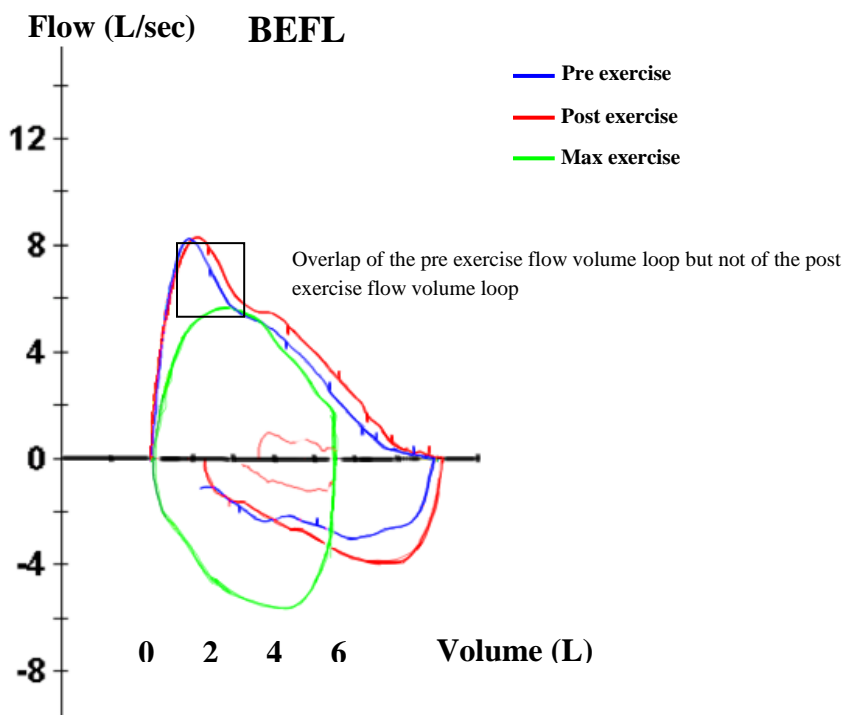 Flow (L/sec) BEFL
Pre exercise
Post exercise
Max exercise
12
8
Overlap of the pre exercise flow volume loop but not of the post
exercise flow volume loop
4
0
-4
0 2 4 6 Volume (L)
-8